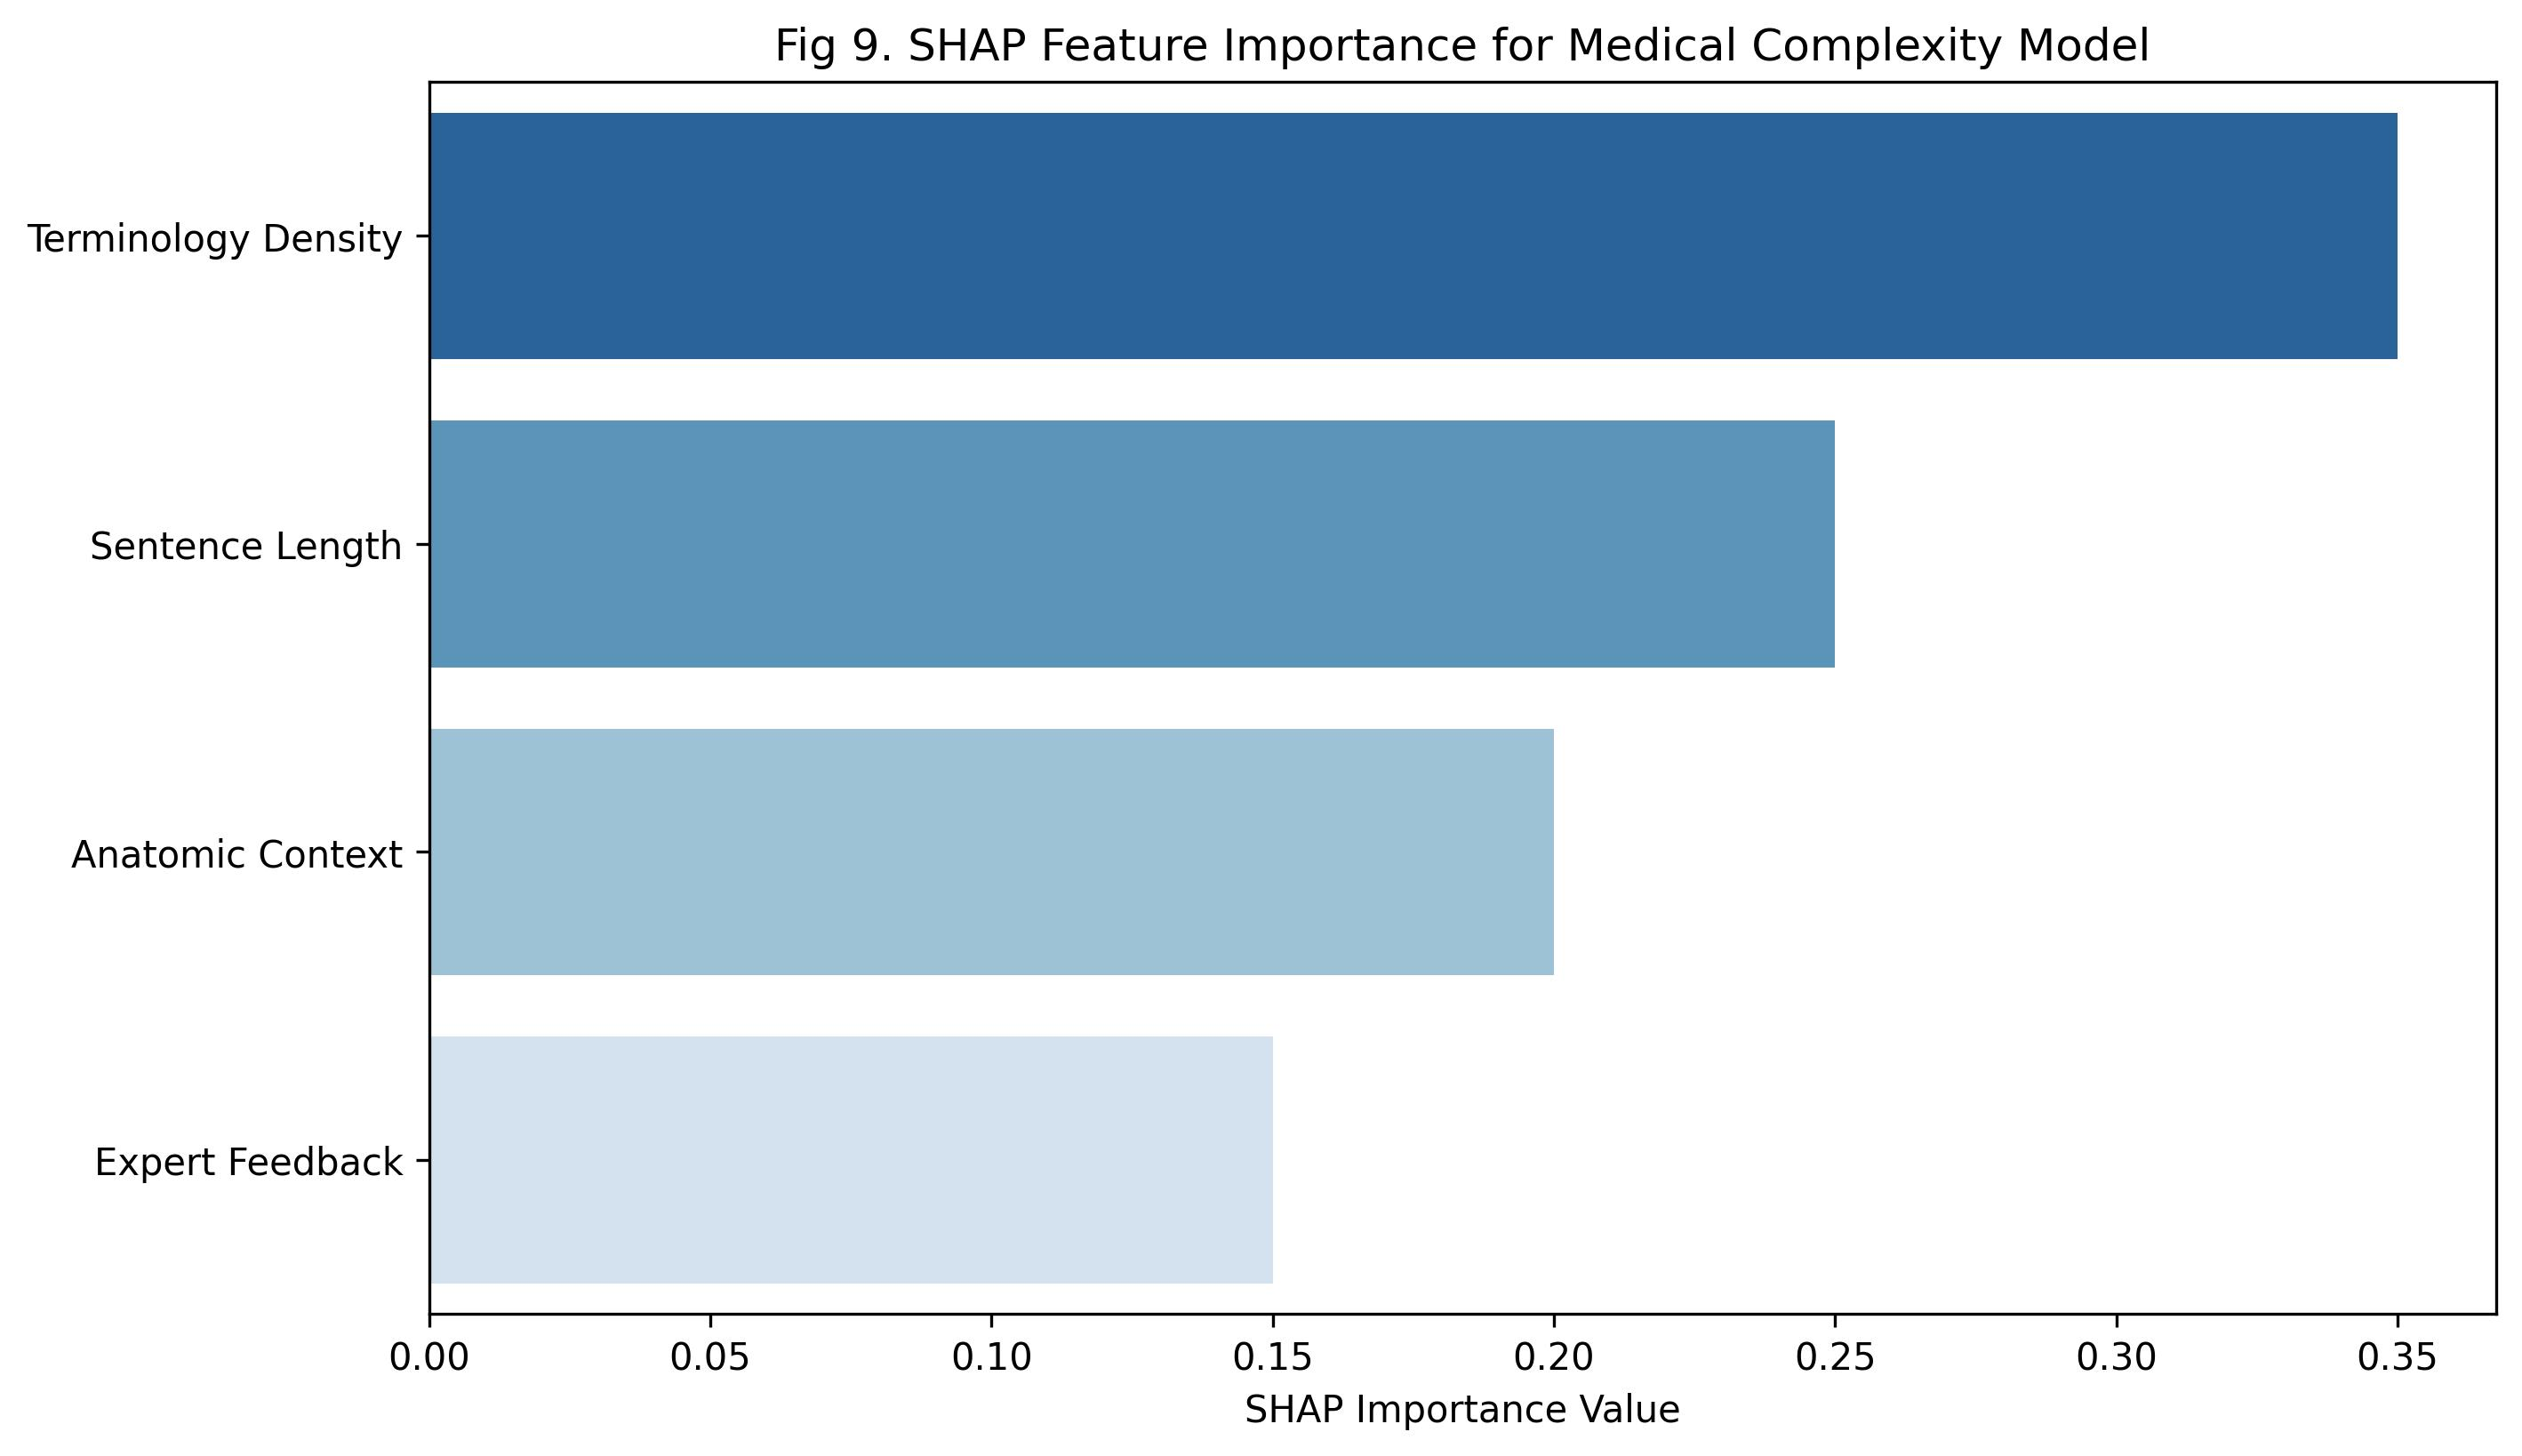 Fig 9. SHAP Feature Importance for Medical Complexity Model
Terminology Density
Sentence Length
Anatomic Context
Expert Feedback
0.00 0.05 0.10 0.15 0.20 0.25 0.30 0.35
SHAP Importance Value